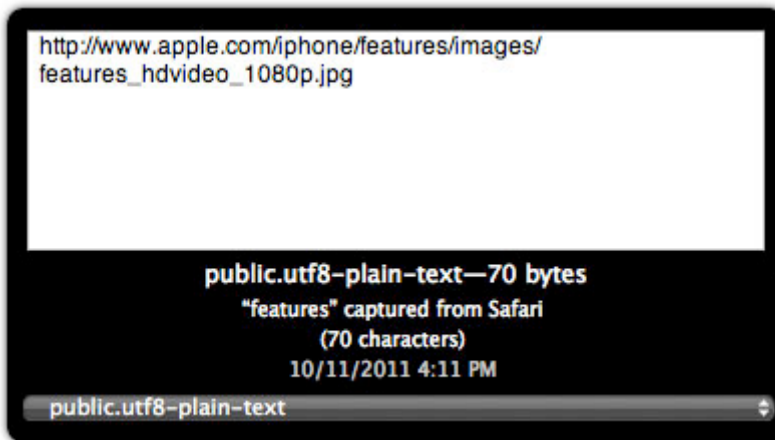 http://www.apple.com/iphone/features/images/
features_hdvideo_1080p.jpg
public.utf8-plain-text—70 bytes
“features” captured from Safari
(70 characters)
10/11/2011 4:11 PM
public.utf8-plain-text